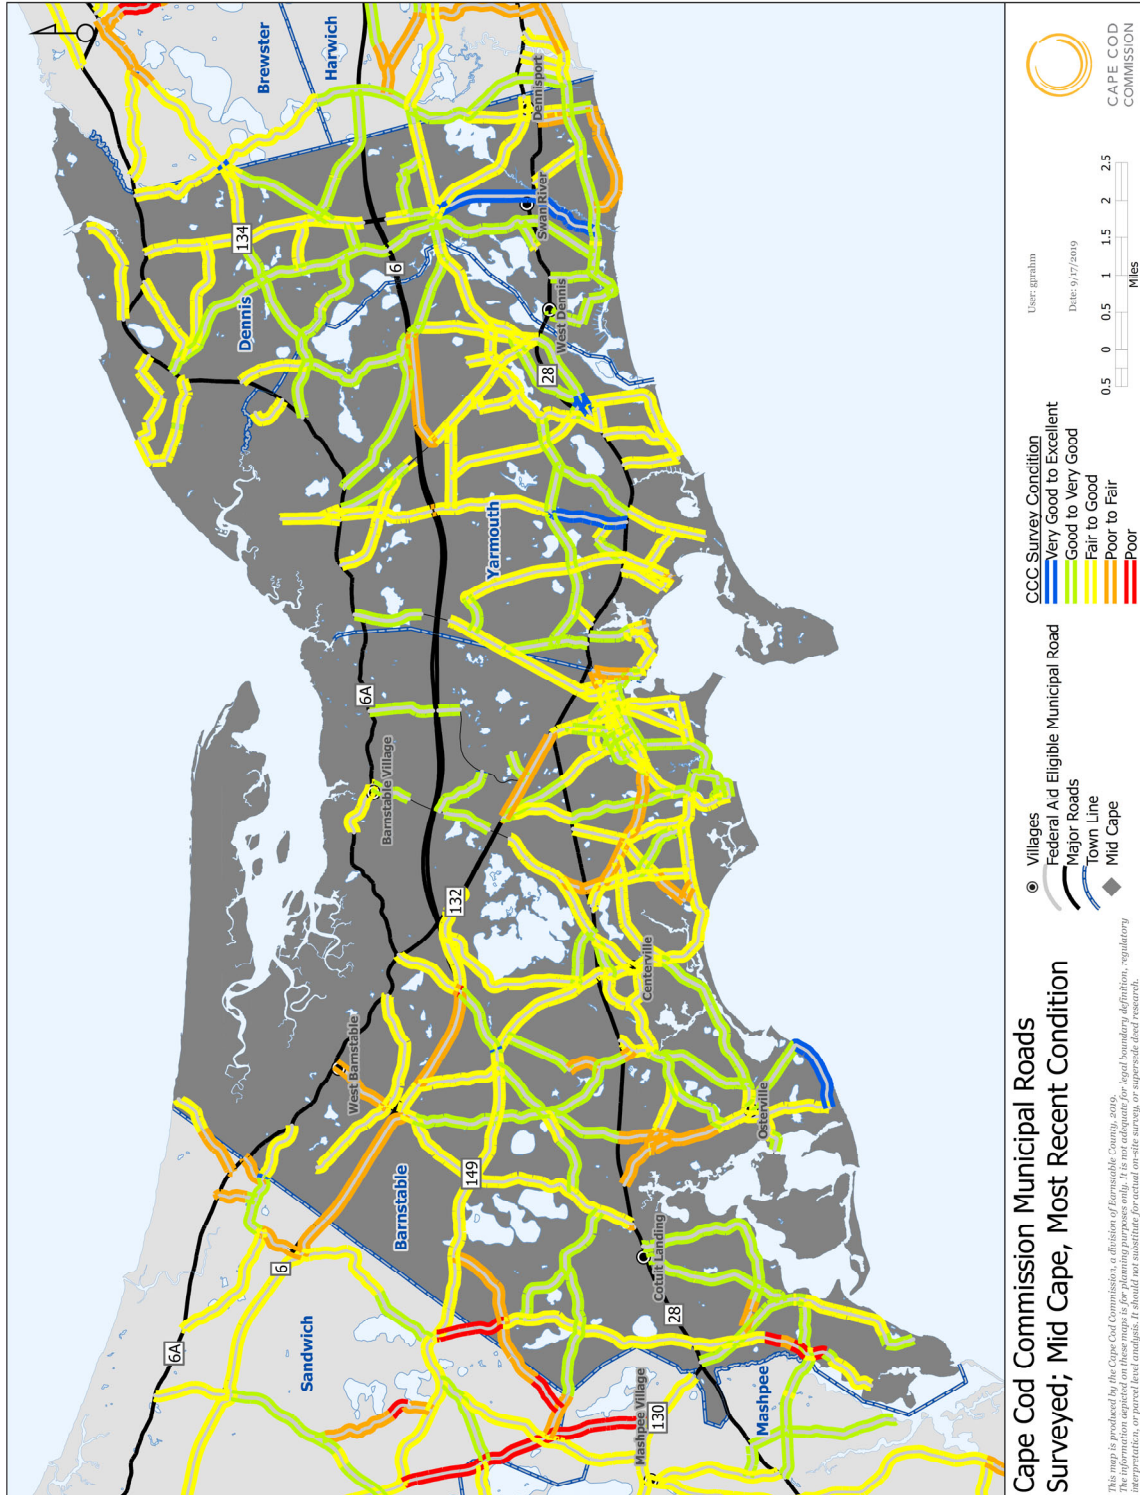 Cape Cod Commission Municipal Roads
Surveyed; Mid Cape, Most Recent Condition
This map is produced by the Cape Cod Commission, a division of Barnstable County, 2019.
The information depicted on these maps is for planning purposes only. It is not adequate for legal boundary definition, regulatory
interpretation, or parcel level analysis. It should not substitute for actual on-site survey, or supersede deed research.
Villages
Federal Aid Eligible Municipal Road
Major Roads
Town Line
Mid Cape
CCC Survey Condition
Very Good to Excellent
Good to Very Good
Fair to Good
Poor to Fair
Poor
User: gprahm
Date: 9/17/2019
0.5 0 0.5 1 1.5 2 2.5
Miles
CAPE COD
COMMISSION
Brewster
Harwich
Dennis
134
6
Dennisport
Swan River
West Dennis
28
Yarmouth
6A
Barnstable Village
132
Centerville
West Barnstable
Osterville
Barnstable
149
Cotuit Landing
6
Sandwich
6A
28
Mashpee Village
130
Mashpee